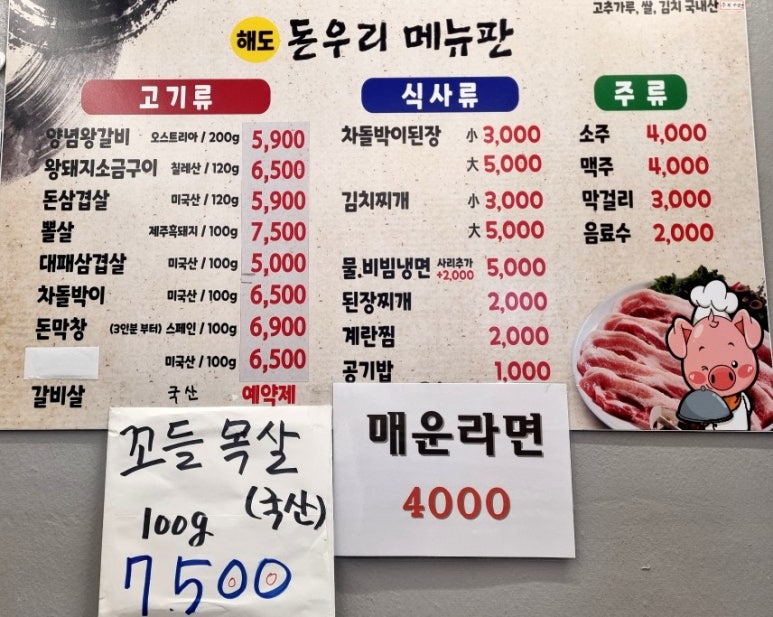 고추가루, 쌀, 김치 국내산
해도 돈우리 메뉴판
고기류
양념왕갈비 오스트리아 / 200g 5,900
왕돼지소금구이 칠레산 / 120g 6,500
돈삼겹살 미국산 / 120g 5,900
뽈살 제주흑돼지 / 100g 7,500
대패삼겹살 미국산 / 100g 5,000
차돌박이 미국산 / 100g 6,500
돈막창 (3인분 부터) 스페인 / 100g 6,900
미국산 / 100g 6,500
갈비살 국산 예약제
식사류
차돌박이된장 小 3,000
大 5,000
김치찌개 小 3,000
大 5,000
물.비빔냉면 사리추가 +2,000 5,000
된장찌개 2,000
계란찜 2,000
공기밥 1,000
주류
소주 4,000
맥주 4,000
막걸리 3,000
음료수 2,000
꼬들 목살
(국산)
100g
7.500
매운라면
4000